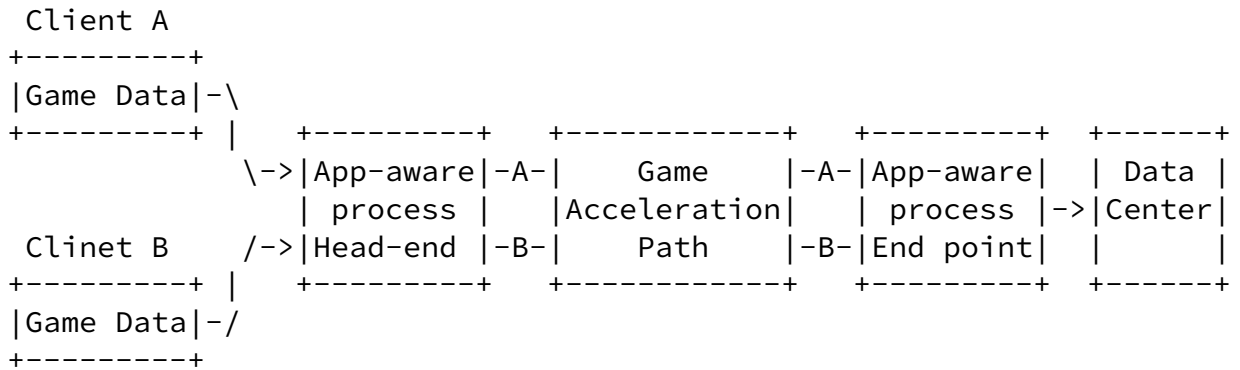 Client A
+---------+
|Game Data|-\
+---------+ |    +---------+   +------------+   +---------+  +------+
             \->|App-aware|-A-|    Game    |-A-|App-aware|  | Data |
                | process |   |Acceleration|   | process |->|Center|
Clinet B    /->|Head-end |-B-|    Path    |-B-|End point|  |      |
+---------+ |    +---------+   +------------+   +---------+  +------+
|Game Data|-/
+---------+